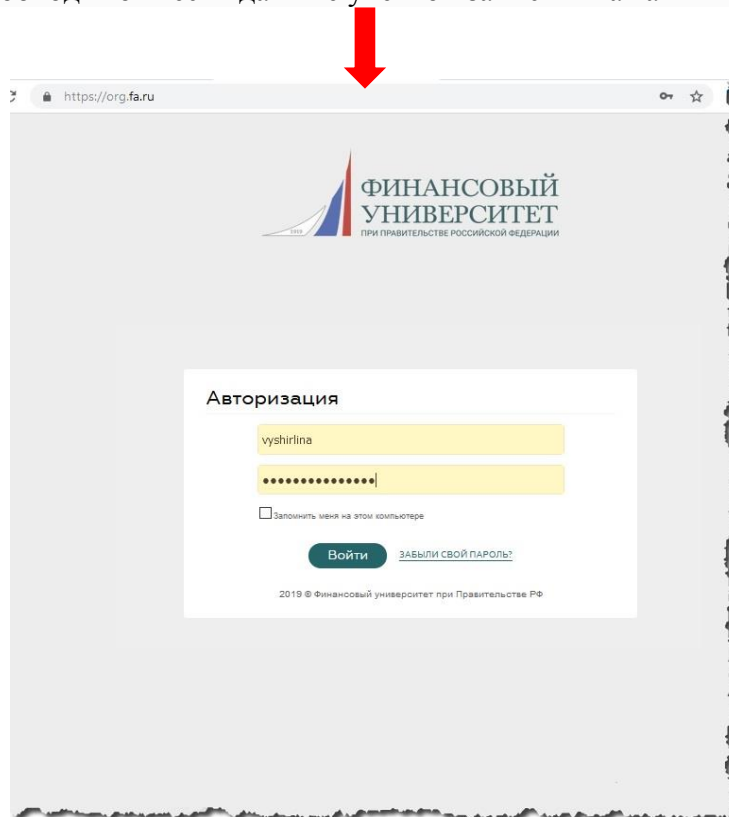 https://org.fa.ru
1919
ФИНАНСОВЫЙ
УНИВЕРСИТЕТ
ПРИ ПРАВИТЕЛЬСТВЕ РОССИЙСКОЙ ФЕДЕРАЦИИ
Авторизация
vyshirlina
Запомнить меня на этом компьютере
Войти ЗАБЫЛИ СВОЙ ПАРОЛЬ?
2019 © Финансовый университет при Правительстве РФ